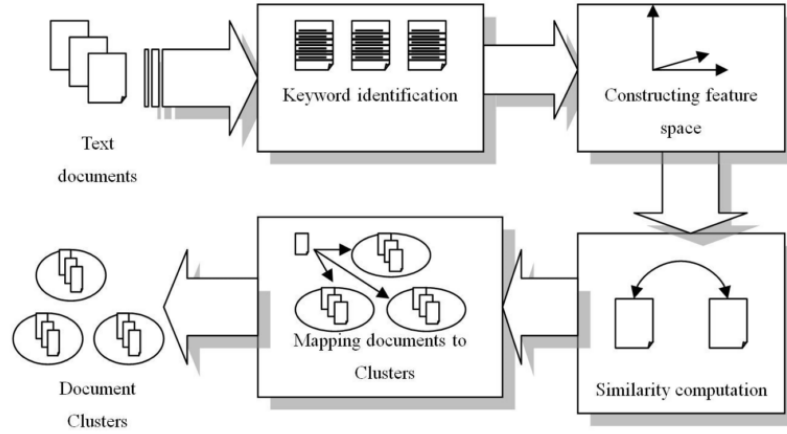 Text
documents
Keyword identification
Constructing feature
space
Similarity computation
Mapping documents to
Clusters
Document
Clusters